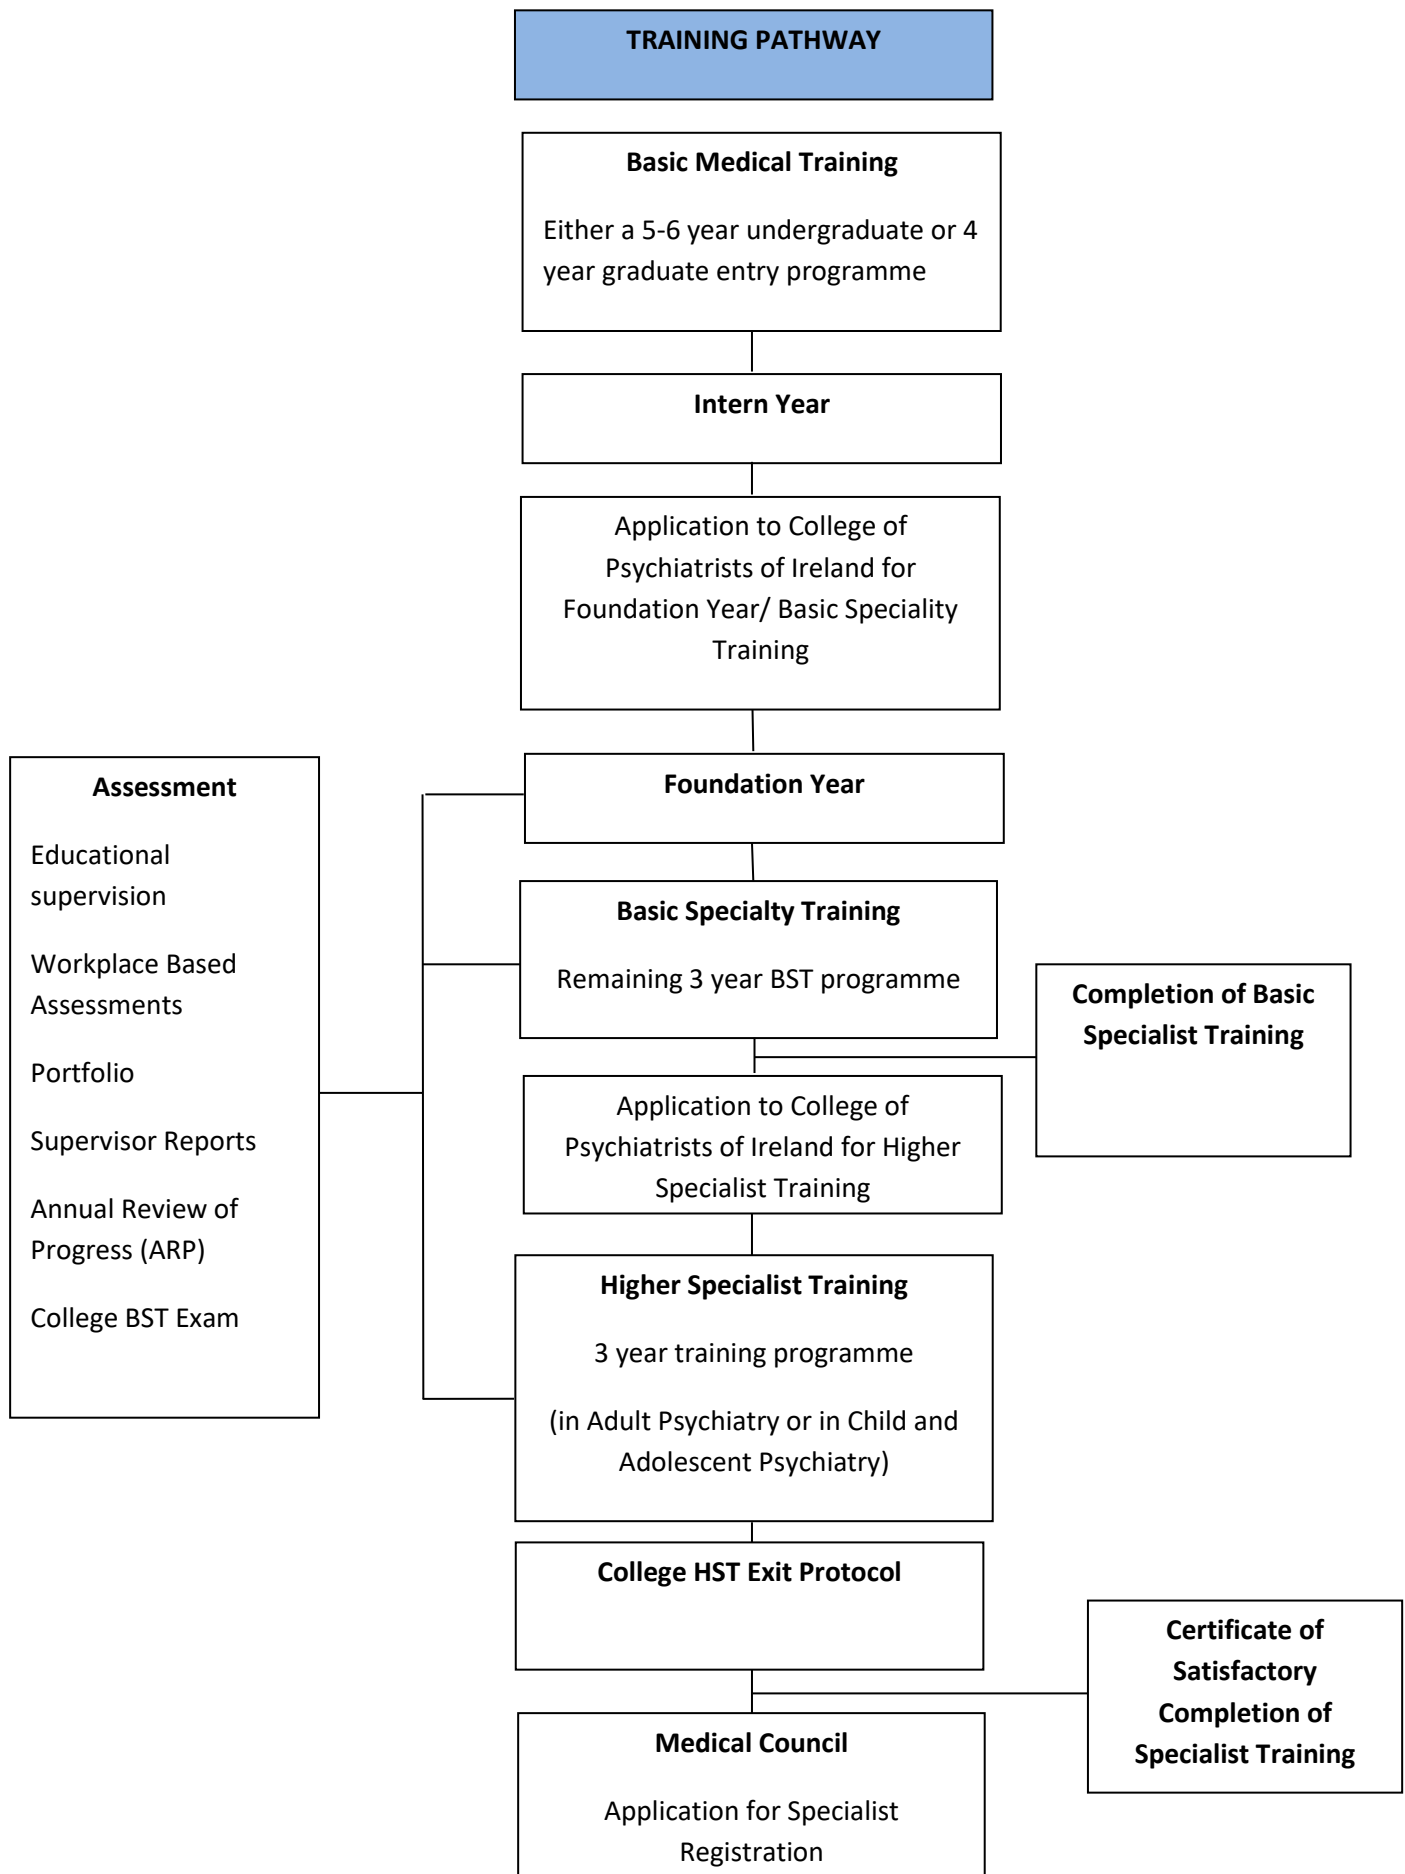 TRAINING PATHWAY
Basic Medical Training
Either a 5-6 year undergraduate or 4
year graduate entry programme
Intern Year
Application to College of
Psychiatrists of Ireland for
Foundation Year/ Basic Speciality
Training
Foundation Year
Assessment
Educational
supervision
Workplace Based
Assessments
Portfolio
Supervisor Reports
Annual Review of
Progress (ARP)
College BST Exam
Basic Specialty Training
Remaining 3 year BST programme
Completion of Basic
Specialist Training
Application to College of
Psychiatrists of Ireland for Higher
Specialist Training
Higher Specialist Training
3 year training programme
(in Adult Psychiatry or in Child and
Adolescent Psychiatry)
College HST Exit Protocol
Certificate of
Satisfactory
Completion of
Specialist Training
Medical Council
Application for Specialist
Registration